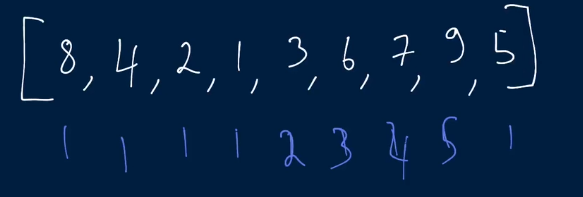 [8, 4, 2, 1, 3, 6, 7, 9, 5]
1 1 1 1 2 3 4 5 1